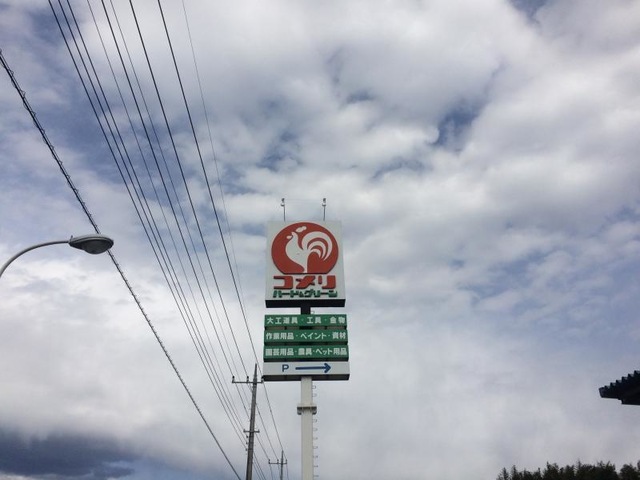 コメリ
ハード&グリーン
大工道具・工具・金物
作業用品・ペイント・資材
園芸用品・農具・ペット用品
P